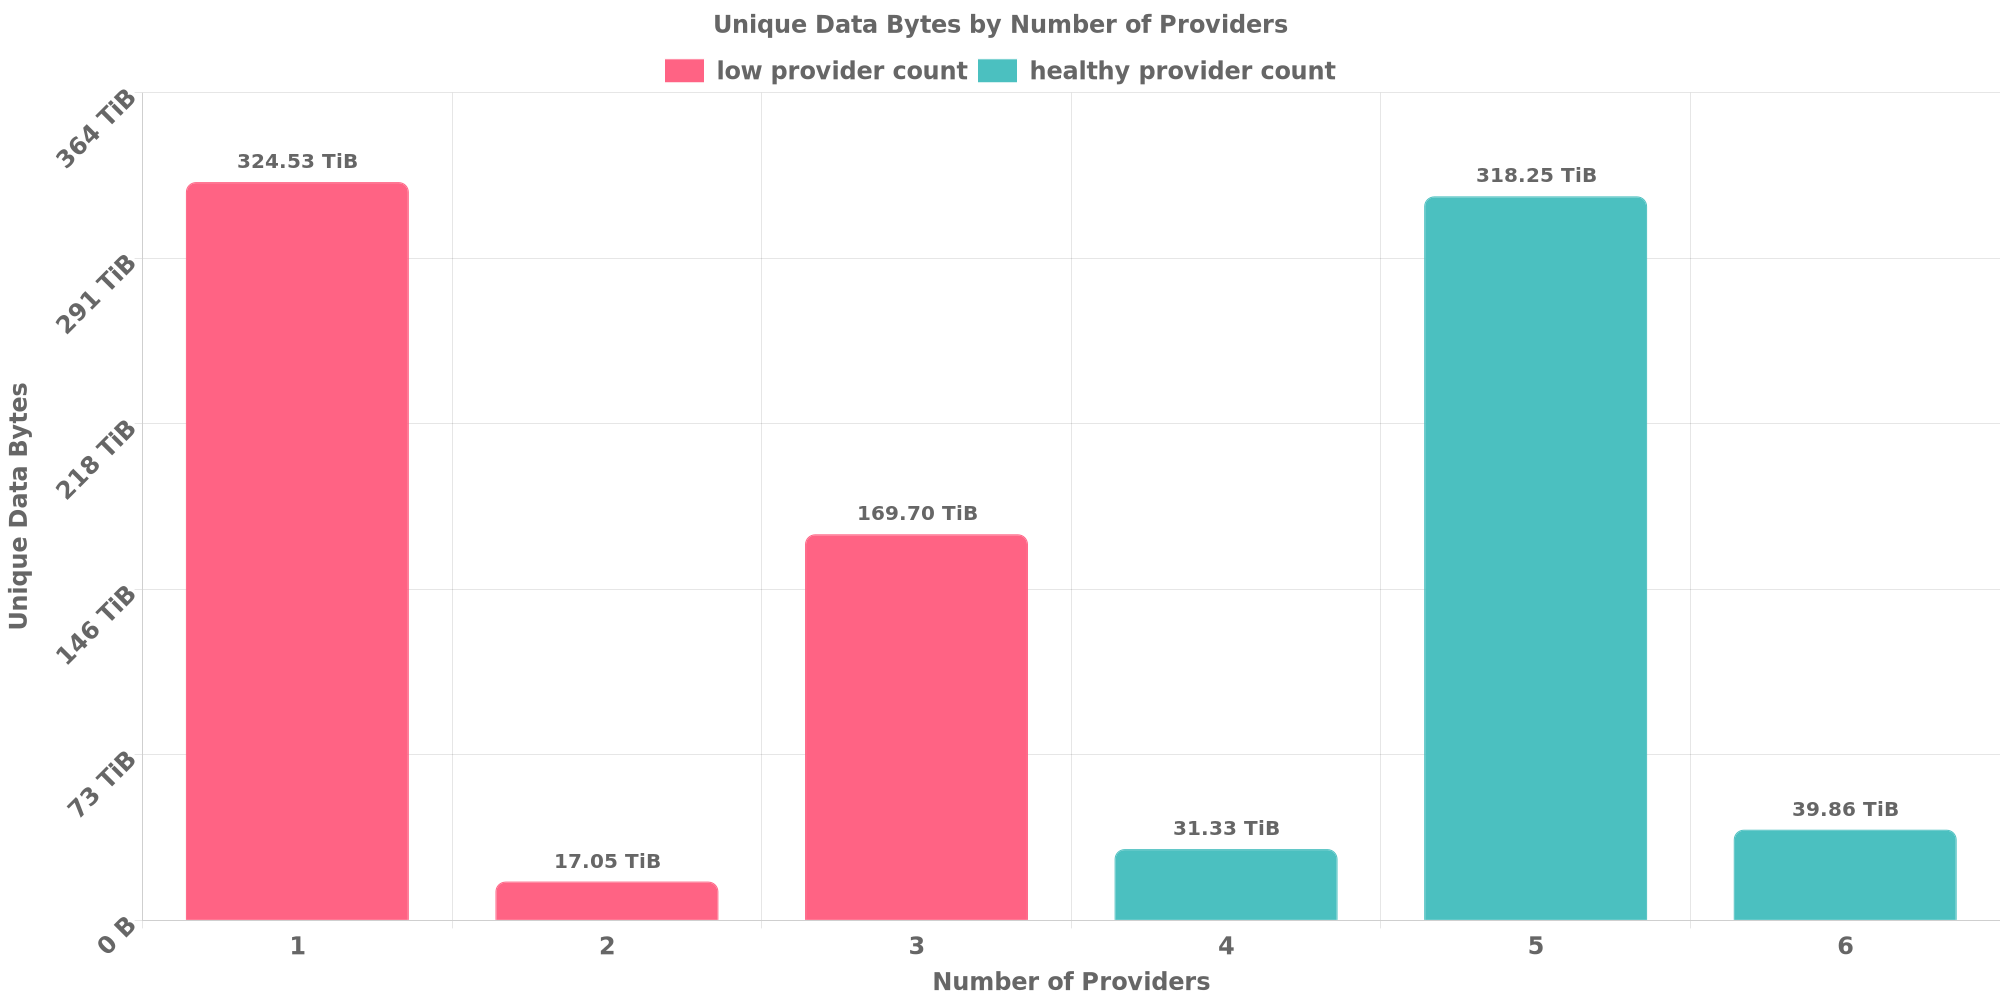 Unique Data Bytes by Number of Providers
low provider count healthy provider count
364 TiB
291 TiB
218 TiB
146 TiB
73 TiB
0 B
Unique Data Bytes
324.53 TiB
17.05 TiB
169.70 TiB
31.33 TiB
318.25 TiB
39.86 TiB
1 2 3 4 5 6
Number of Providers